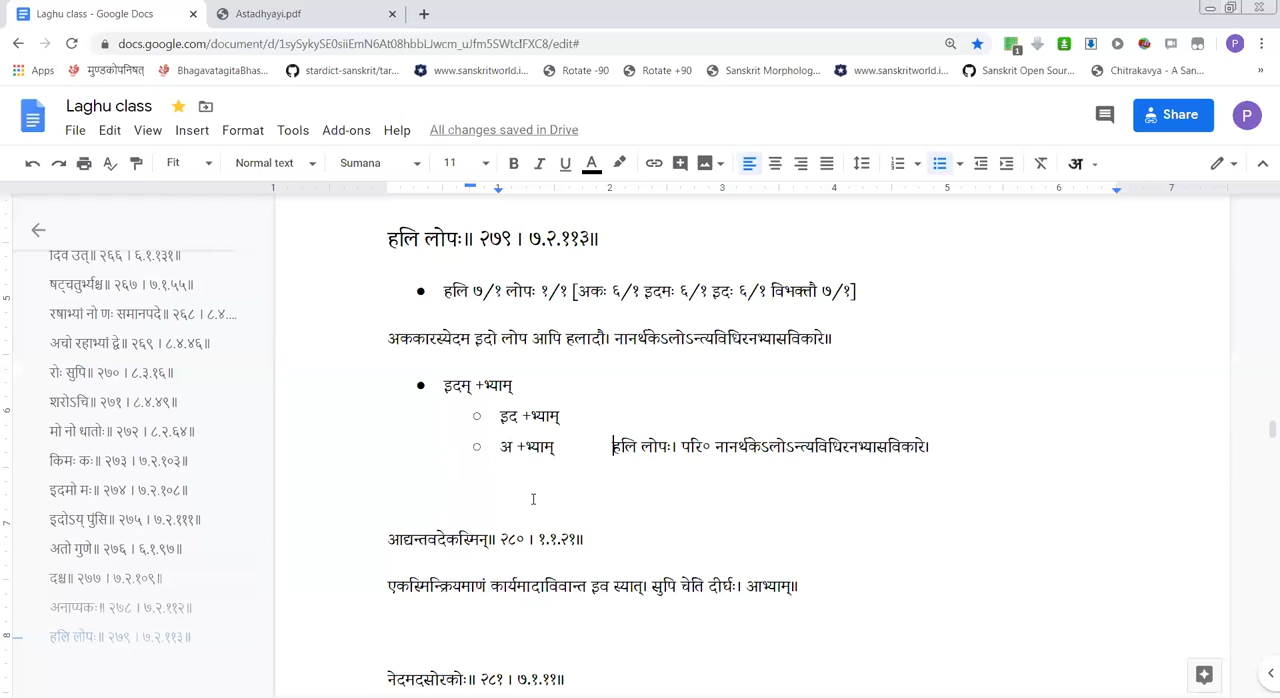 Laghu class - Google Docs
Astadhyayi.pdf
docs.google.com/document/d/1sySykySE0siiEmN6At08hbbLJwcm_uJfm5SWtcIFXC8/edit#
Apps
मुण्डकोपनिषत्
BhagavatagitaBhas...
stardict-sanskrit/tar...
www.sanskritworld.i...
Rotate -90
Rotate +90
Sanskrit Morpholog...
www.sanskritworld.i...
Sanskrit Open Sour...
Chitrakavya - A San...
Laghu class
File Edit View Insert Format Tools Add-ons Help All changes saved in Drive
Share
P
Fit Normal text Sumana 11 B I U A अ
1 1 2 3 4 5 6 7
दिव उत्॥ २६६ । ६.१.१३१॥
षट्चतुर्भ्यश्च॥ २६७ । ७.१.५५॥
रषाभ्यां नो णः समानपदे॥ २६८ । ८.४....
अचो रहाभ्यां द्वे॥ २६९ । ८.४.४६॥
रोः सुपि॥ २७० । ८.३.१६॥
शरोऽचि॥ २७१ । ८.४.४९॥
मो नो धातोः॥ २७२ । ८.२.६४॥
किमः कः॥ २७३ । ७.२.१०३॥
इदमो मः॥ २७४ । ७.२.१०८॥
इदोऽय् पुंसि॥ २७५ । ७.२.१११॥
अतो गुणे॥ २७६ । ६.१.९७॥
दश्च॥ २७७ । ७.२.१०९॥
अनाप्यकः॥ २७८ । ७.२.११२॥
हलि लोपः॥ २७९ । ७.२.११३॥
हलि लोपः॥ २७९ । ७.२.११३॥
हलि ७/१ लोपः १/१ [अकः ६/१ इदमः ६/१ इदः ६/१ विभक्तौ ७/१]
अककारस्येदम इदो लोप आपि हलादौ। नानर्थकेऽलोऽन्त्यविधिरनभ्यासविकारे॥
इदम् +भ्याम्
इद +भ्याम्
अ +भ्याम् हलि लोपः। परि० नानर्थकेऽलोऽन्त्यविधिरनभ्यासविकारे।
आद्यन्तवदेकस्मिन्॥ २८० । १.१.२१॥
एकस्मिन्क्रियमाणं कार्यमादाविवान्त इव स्यात्। सुपि चेति दीर्घः। आभ्याम्॥
नेदमदसोरकोः॥ २८१ । ७.१.११॥